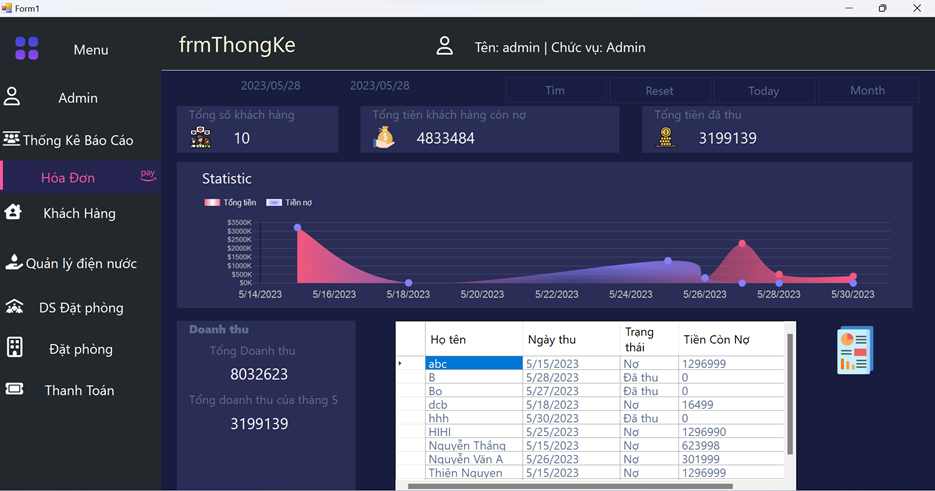 Form1
Menu
frmThongKe
Tên: admin | Chức vụ: Admin
Admin
Thống Kê Báo Cáo
Hóa Đơn
pay
Khách Hàng
Quản lý điện nước
DS Đặt phòng
Đặt phòng
Thanh Toán
2023/05/28 2023/05/28 Tìm Reset Today Month
Tổng số khách hàng
10
Tổng tiền khách hàng còn nợ
4833484
Tổng tiền đã thu
3199139
Statistic
Tổng tiền Tiền nợ
$3500K
$3000K
$2500K
$2000K
$1500K
$1000K
$500K
$0K
5/14/2023 5/16/2023 5/18/2023 5/20/2023 5/22/2023 5/24/2023 5/26/2023 5/28/2023 5/30/2023
Doanh thu
Tổng Doanh thu
8032623
Tổng doanh thu của tháng 5
3199139
Họ tên Ngày thu Trạng thái Tiền Còn Nợ
abc 5/15/2023 Nợ 1296999
B 5/28/2023 Đã thu 0
Bo 5/27/2023 Đã thu 0
dcb 5/18/2023 Nợ 16499
hhh 5/30/2023 Đã thu 0
HIHI 5/25/2023 Nợ 1296990
Nguyễn Thắng 5/15/2023 Nợ 623998
Nguyễn Văn A 5/26/2023 Nợ 301999
Thiên Nguyen 5/15/2023 Nợ 1296999